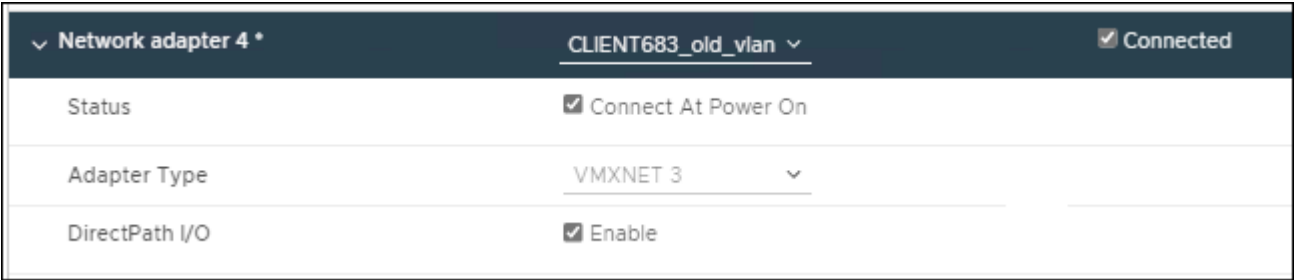 Network adapter 4 * CLIENT683_old_vlan Connected
Status Connect At Power On
Adapter Type VMXNET 3
DirectPath I/O Enable